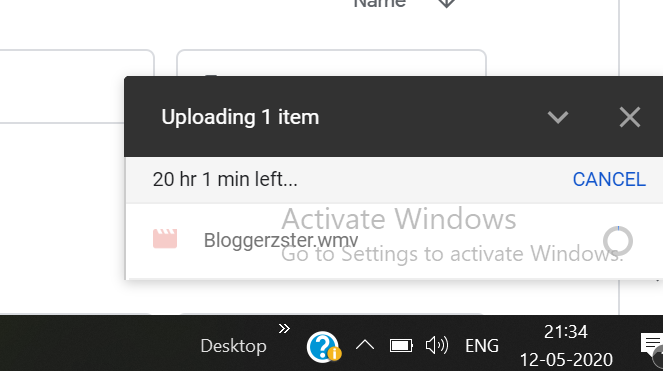 Name
Uploading 1 item
20 hr 1 min left...
CANCEL
Activate Windows
Bloggerzster.wmv
Go to Settings to activate Windows.
Desktop
ENG
21:34
12-05-2020